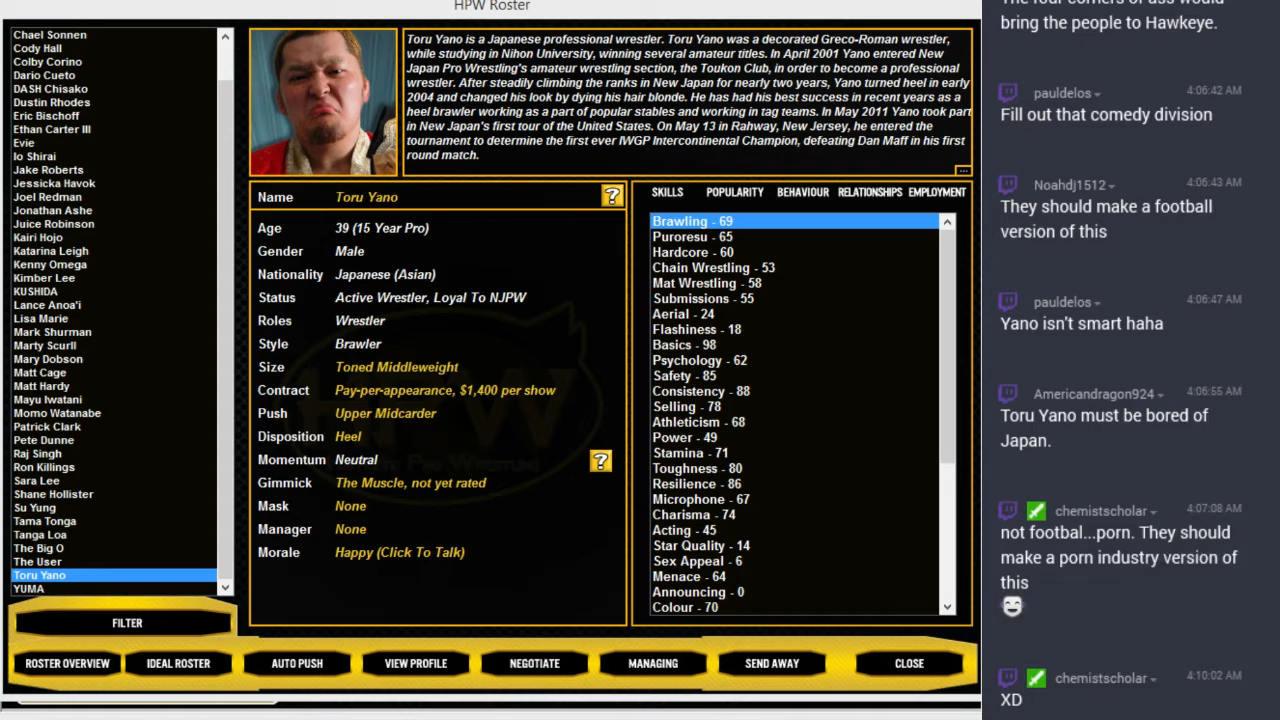 HPW Roster
Chael Sonnen
Cody Hall
Colby Corino
Dario Cueto
DASH Chisako
Dustin Rhodes
Eric Bischoff
Ethan Carter III
Evie
Io Shirai
Jake Roberts
Jessicka Havok
Joel Redman
Jonathan Ashe
Juice Robinson
Kairi Hojo
Katarina Leigh
Kenny Omega
Kimber Lee
KUSHIDA
Lance Anoa'i
Lisa Marie
Mark Shurman
Marty Scurll
Mary Dobson
Matt Cage
Matt Hardy
Mayu Iwatani
Momo Watanabe
Patrick Clark
Pete Dunne
Raj Singh
Ron Killings
Sara Lee
Shane Hollister
Su Yung
Tama Tonga
Tanga Loa
The Big O
The User
Toru Yano
YUMA
FILTER
Toru Yano is a Japanese professional wrestler. Toru Yano was a decorated Greco-Roman wrestler,
while studying in Nihon University, winning several amateur titles. In April 2001 Yano entered New
Japan Pro Wrestling's amateur wrestling section, the Toukon Club, in order to become a professional
wrestler. After steadily climbing the ranks in New Japan for nearly two years, Yano turned heel in early
2004 and changed his look by dying his hair blonde. He has had his best success in recent years as a
heel brawler working as a part of popular stables and working in tag teams. In May 2011 Yano took part
in New Japan's first tour of the United States. On May 13 in Rahway, New Jersey, he entered the
tournament to determine the first ever IWGP Intercontinental Champion, defeating Dan Maff in his first
round match.
...
Name Toru Yano ?
Age 39 (15 Year Pro)
Gender Male
Nationality Japanese (Asian)
Status Active Wrestler, Loyal To NJPW
Roles Wrestler
Style Brawler
Size Toned Middleweight
Contract Pay-per-appearance, $1,400 per show
Push Upper Midcarder
Disposition Heel
Momentum Neutral ?
Gimmick The Muscle, not yet rated
Mask None
Manager None
Morale Happy (Click To Talk)
SKILLS POPULARITY BEHAVIOUR RELATIONSHIPS EMPLOYMENT
Brawling - 69
Puroresu - 65
Hardcore - 60
Chain Wrestling - 53
Mat Wrestling - 58
Submissions - 55
Aerial - 24
Flashiness - 18
Basics - 98
Psychology - 62
Safety - 85
Consistency - 88
Selling - 78
Athleticism - 68
Power - 49
Stamina - 71
Toughness - 80
Resilience - 86
Microphone - 67
Charisma - 74
Acting - 45
Star Quality - 14
Sex Appeal - 6
Menace - 64
Announcing - 0
Colour - 70
ROSTER OVERVIEW IDEAL ROSTER AUTO PUSH VIEW PROFILE NEGOTIATE MANAGING SEND AWAY CLOSE
bring the people to Hawkeye.
pauldelos 4:06:42 AM
Fill out that comedy division
Noahdj1512 4:06:43 AM
They should make a football
version of this
pauldelos 4:06:47 AM
Yano isn't smart haha
Americandragon924 4:06:55 AM
Toru Yano must be bored of
Japan.
chemistscholar 4:07:08 AM
not footbal...porn. They should
make a porn industry version of
this
chemistscholar 4:10:02 AM
XD